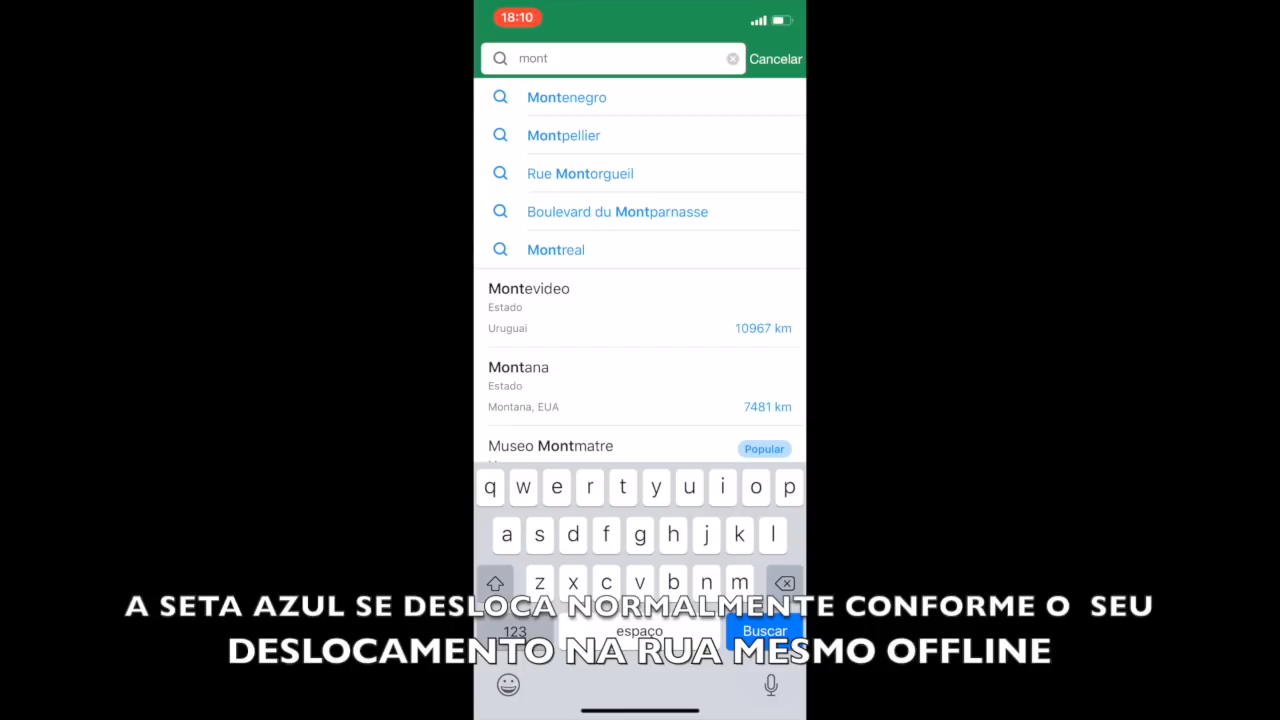 18:10
mont
Cancelar
Montenegro
Montpellier
Rue Montorgueil
Boulevard du Montparnasse
Montreal
Montevideo
Estado
Uruguai 10967 km
Montana
Estado
Montana, EUA 7481 km
Museo Montmatre Popular
q w e r t y u i o p
a s d f g h j k l
z x c v b n m
A SETA AZUL SE DESLOCA NORMALMENTE CONFORME O SEU
123 espaço Buscar
DESLOCAMENTO NA RUA MESMO OFFLINE